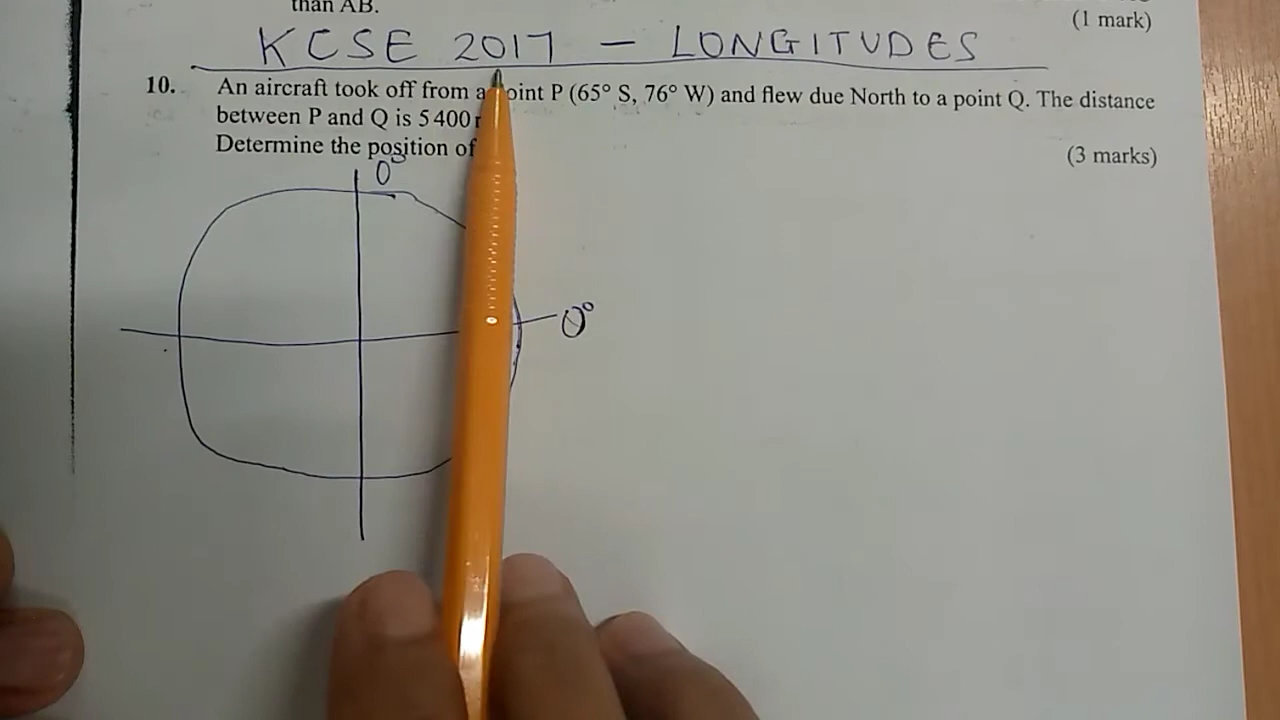 than AB.
(1 mark)
KCSE 2017 - LONGITUDES
10. An aircraft took off from a point P (65° S, 76° W) and flew due North to a point Q. The distance
between P and Q is 5400
Determine the position of
(3 marks)
0°
0°